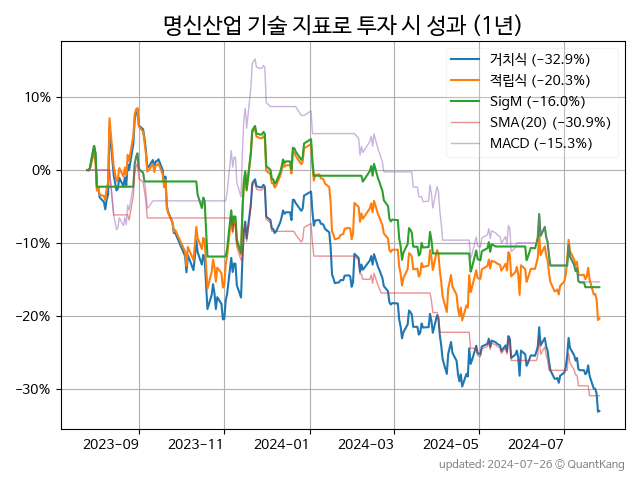 명신산업 기술 지표로 투자 시 성과 (1년)
거치식 (−32.9%)
적립식 (−20.3%)
SigM (−16.0%)
SMA(20) (−30.9%)
MACD (−15.3%)
10%
0%
−10%
−20%
−30%
2023-09 2023-11 2024-01 2024-03 2024-05 2024-07
updated: 2024-07-26 © QuantKang